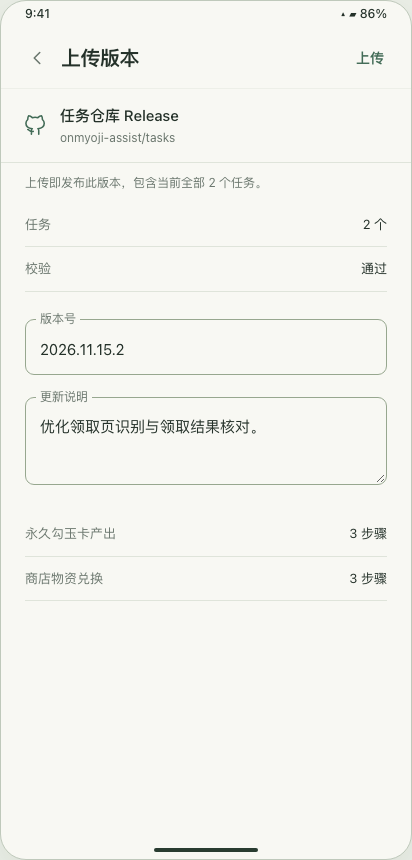 9:41
86%
上传版本
上传
任务仓库 Release
onmyoji-assist/tasks
上传即发布此版本，包含当前全部 2 个任务。
任务
2 个
校验
通过
版本号
2026.11.15.2
更新说明
优化领取页识别与领取结果核对。
永久勾玉卡产出
3 步骤
商店物资兑换
3 步骤